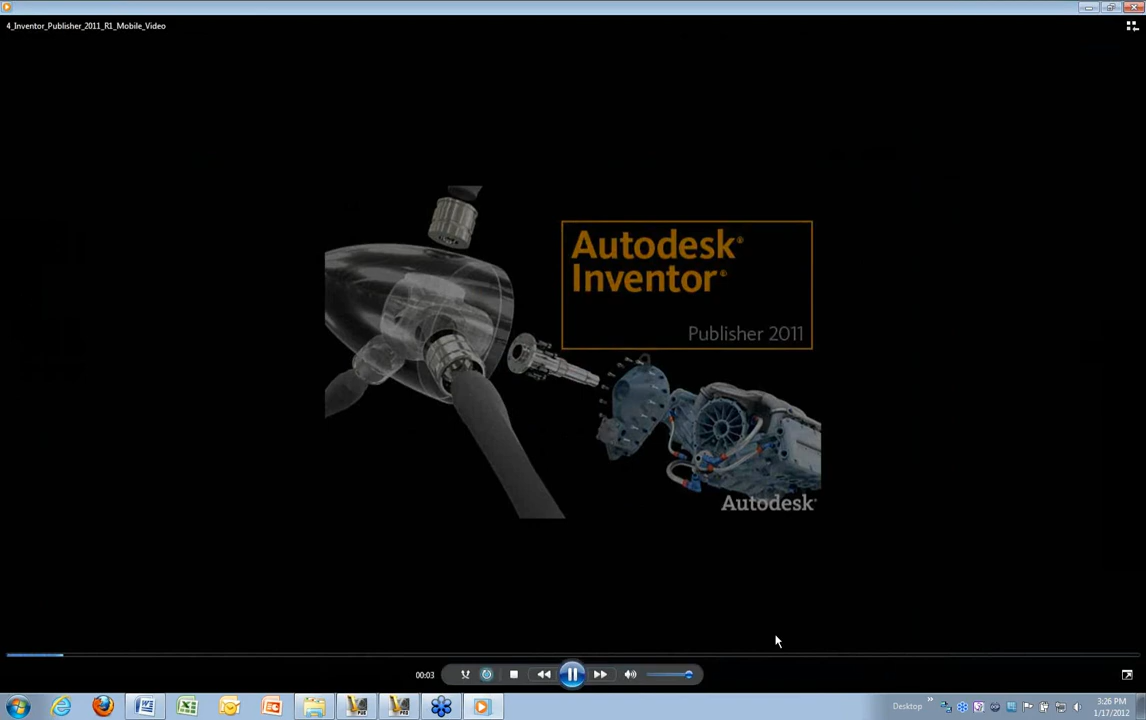 4_Inventor_Publisher_2011_R1_Mobile_Video
Autodesk®
Inventor®
Publisher 2011
Autodesk®
00:03
Desktop
3:26 PM
1/17/2012